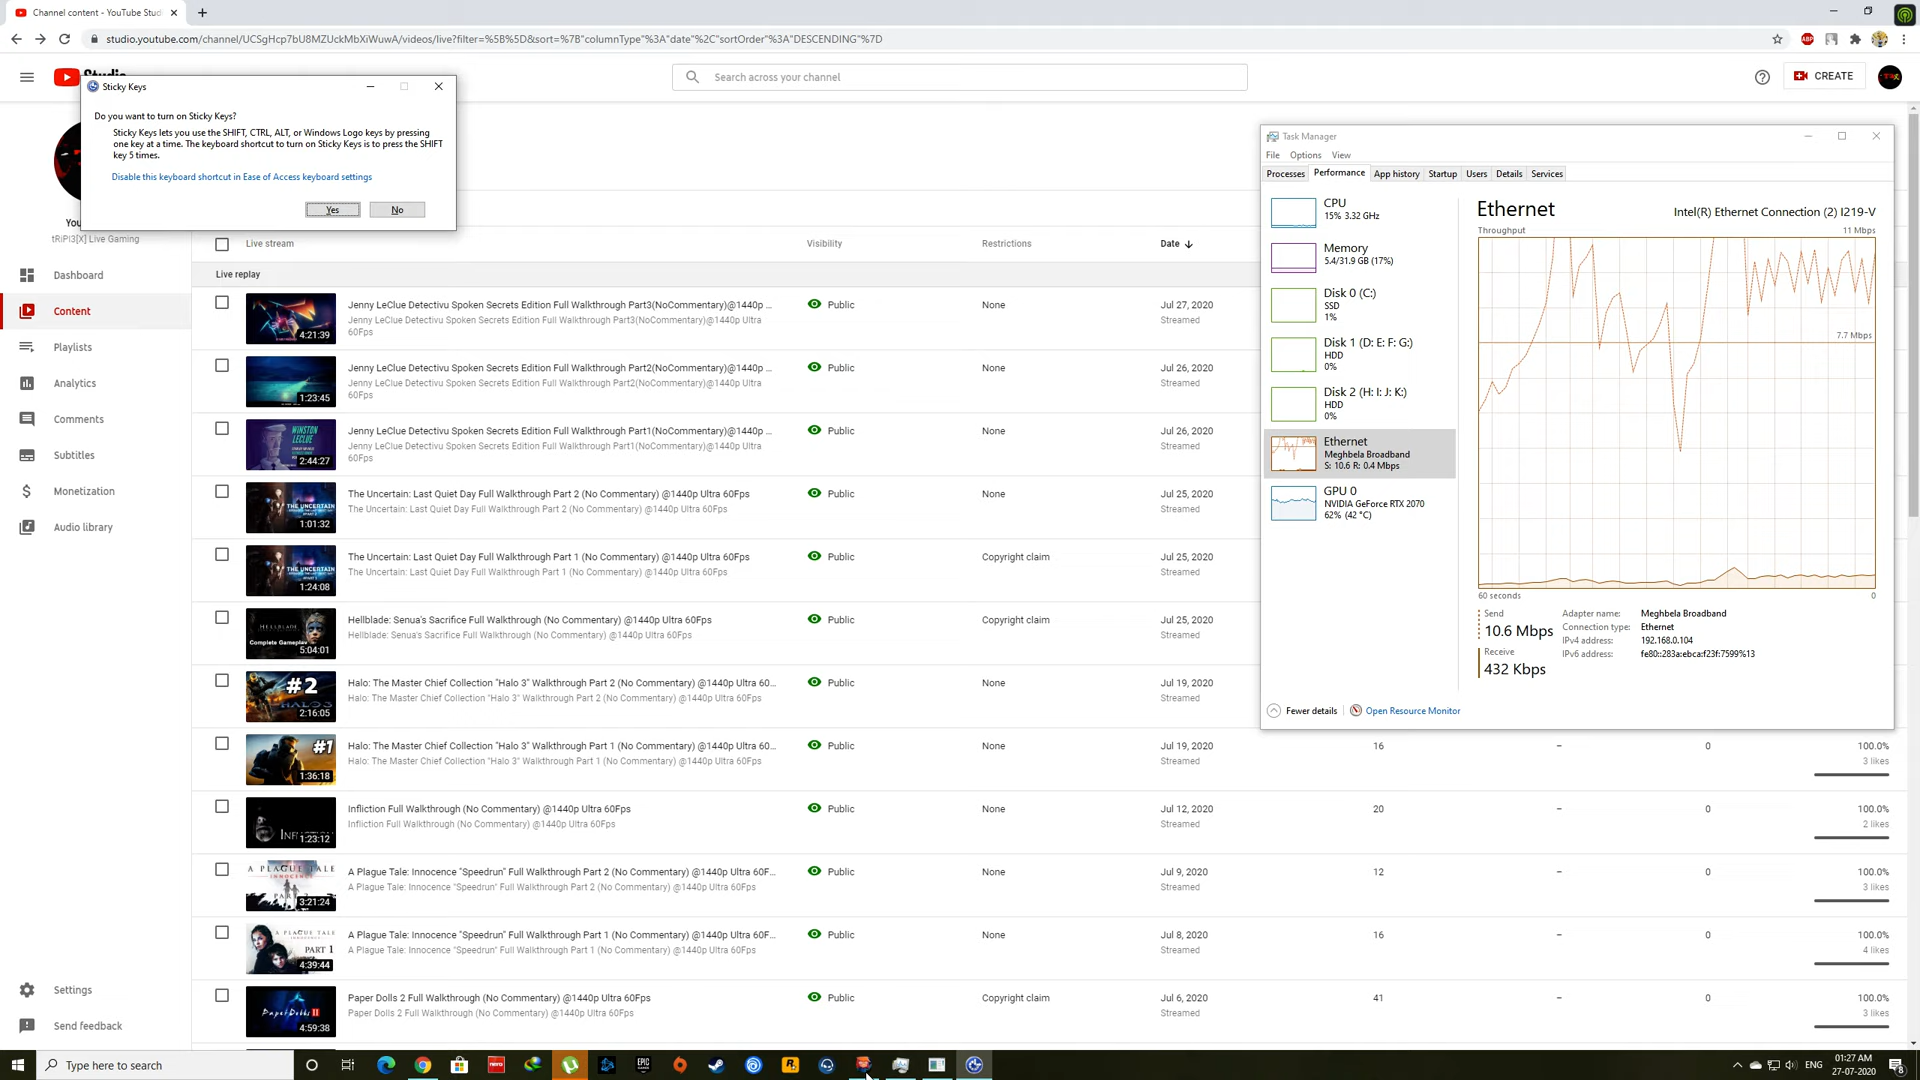 Channel content - YouTube Stud
studio.youtube.com/channel/UCSgHcp7bU8MZUckMbXiWuwA/videos/live?filter=%5B%5D&sort=%7B"columnType"%3A"date"%2C"sortOrder"%3A"DESCENDING"%7D
ABP
Studio
Search across your channel
CREATE
Sticky Keys
Do you want to turn on Sticky Keys?
Sticky Keys lets you use the SHIFT, CTRL, ALT, or Windows Logo keys by pressing
one key at a time. The keyboard shortcut to turn on Sticky Keys is to press the SHIFT
key 5 times.
Disable this keyboard shortcut in Ease of Access keyboard settings
Yes
No
You
tRiPI3[X] Live Gaming
Dashboard
Content
Playlists
Analytics
Comments
Subtitles
Monetization
Audio library
Settings
Send feedback
Live stream
Visibility
Restrictions
Date
Live replay
4:21:39
Jenny LeClue Detectivu Spoken Secrets Edition Full Walkthrough Part3(NoCommentary)@1440p ...
Jenny LeClue Detectivu Spoken Secrets Edition Full Walkthrough Part3(NoCommentary)@1440p Ultra
60Fps
Public
None
Jul 27, 2020
Streamed
1:23:45
Jenny LeClue Detectivu Spoken Secrets Edition Full Walkthrough Part2(NoCommentary)@1440p ...
Jenny LeClue Detectivu Spoken Secrets Edition Full Walkthrough Part2(NoCommentary)@1440p Ultra
60Fps
Public
None
Jul 26, 2020
Streamed
WINSTON
LECLUE
2:44:27
Jenny LeClue Detectivu Spoken Secrets Edition Full Walkthrough Part1(NoCommentary)@1440p ...
Jenny LeClue Detectivu Spoken Secrets Edition Full Walkthrough Part1(NoCommentary)@1440p Ultra
60Fps
Public
None
Jul 26, 2020
Streamed
THE UNCERTAIN:
1:01:32
The Uncertain: Last Quiet Day Full Walkthrough Part 2 (No Commentary) @1440p Ultra 60Fps
The Uncertain: Last Quiet Day Full Walkthrough Part 2 (No Commentary) @1440p Ultra 60Fps
Public
None
Jul 25, 2020
Streamed
THE UNCERTAIN:
1:24:08
The Uncertain: Last Quiet Day Full Walkthrough Part 1 (No Commentary) @1440p Ultra 60Fps
The Uncertain: Last Quiet Day Full Walkthrough Part 1 (No Commentary) @1440p Ultra 60Fps
Public
Copyright claim
Jul 25, 2020
Streamed
HELLBLADE:
Complete Gameplay
5:04:01
Hellblade: Senua's Sacrifice Full Walkthrough (No Commentary) @1440p Ultra 60Fps
Hellblade: Senua's Sacrifice Full Walkthrough (No Commentary) @1440p Ultra 60Fps
Public
Copyright claim
Jul 25, 2020
Streamed
#2
HALO 3
2:16:05
Halo: The Master Chief Collection "Halo 3" Walkthrough Part 2 (No Commentary) @1440p Ultra 60...
Halo: The Master Chief Collection "Halo 3" Walkthrough Part 2 (No Commentary) @1440p Ultra 60Fps
Public
None
Jul 19, 2020
Streamed
#1
1:36:18
Halo: The Master Chief Collection "Halo 3" Walkthrough Part 1 (No Commentary) @1440p Ultra 60...
Halo: The Master Chief Collection "Halo 3" Walkthrough Part 1 (No Commentary) @1440p Ultra 60Fps
Public
None
Jul 19, 2020
Streamed
16
–
0
100.0%
3 likes
INFLI
1:23:12
Infliction Full Walkthrough (No Commentary) @1440p Ultra 60Fps
Infliction Full Walkthrough (No Commentary) @1440p Ultra 60Fps
Public
None
Jul 12, 2020
Streamed
20
–
0
100.0%
2 likes
A PLAGUE TALE
INNOCENCE
3:21:24
A Plague Tale: Innocence "Speedrun" Full Walkthrough Part 2 (No Commentary) @1440p Ultra 60F...
A Plague Tale: Innocence "Speedrun" Full Walkthrough Part 2 (No Commentary) @1440p Ultra 60Fps
Public
None
Jul 9, 2020
Streamed
12
–
0
100.0%
3 likes
A PLAGUE TALE
PART 1
4:39:44
A Plague Tale: Innocence "Speedrun" Full Walkthrough Part 1 (No Commentary) @1440p Ultra 60F...
A Plague Tale: Innocence "Speedrun" Full Walkthrough Part 1 (No Commentary) @1440p Ultra 60Fps
Public
None
Jul 8, 2020
Streamed
16
–
0
100.0%
4 likes
Paper Dolls II
4:59:38
Paper Dolls 2 Full Walkthrough (No Commentary) @1440p Ultra 60Fps
Paper Dolls 2 Full Walkthrough (No Commentary) @1440p Ultra 60Fps
Public
Copyright claim
Jul 6, 2020
Streamed
41
–
0
100.0%
3 likes
Task Manager
File Options View
Processes Performance App history Startup Users Details Services
CPU
15% 3.32 GHz
Memory
5.4/31.9 GB (17%)
Disk 0 (C:)
SSD
1%
Disk 1 (D: E: F: G:)
HDD
0%
Disk 2 (H: I: J: K:)
HDD
0%
Ethernet
Meghbela Broadband
S: 10.6 R: 0.4 Mbps
GPU 0
NVIDIA GeForce RTX 2070
62% (42 °C)
Ethernet
Intel(R) Ethernet Connection (2) I219-V
Throughput
11 Mbps
7.7 Mbps
60 seconds
0
Send
10.6 Mbps
Receive
432 Kbps
Adapter name: Meghbela Broadband
Connection type: Ethernet
IPv4 address: 192.168.0.104
IPv6 address: fe80::283a:ebca:f23f:7599%13
Fewer details
Open Resource Monitor
Type here to search
nero
EPIC
ENG
01:27 AM
27-07-2020
8